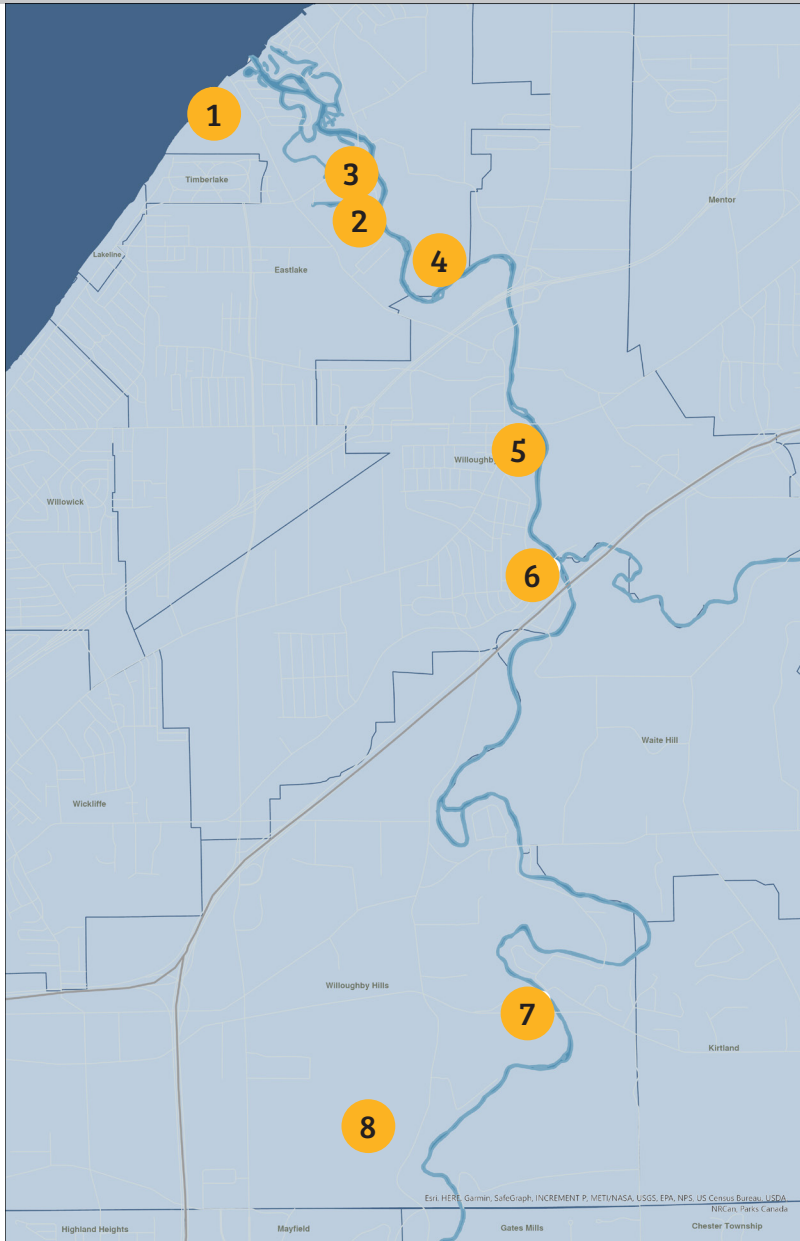 1
3
Timberlake
Mentor
2
Lakeline
4
Eastlake
5
Willoughby
Willowick
6
Waite Hill
Wickliffe
Willoughby Hills
7
Kirtland
8
Esri, HERE, Garmin, SafeGraph, INCREMENT P, METI/NASA, USGS, EPA, NPS, US Census Bureau, USDA
NRCan, Parks Canada
Highland Heights
Mayfield
Gates Mills
Chester Township